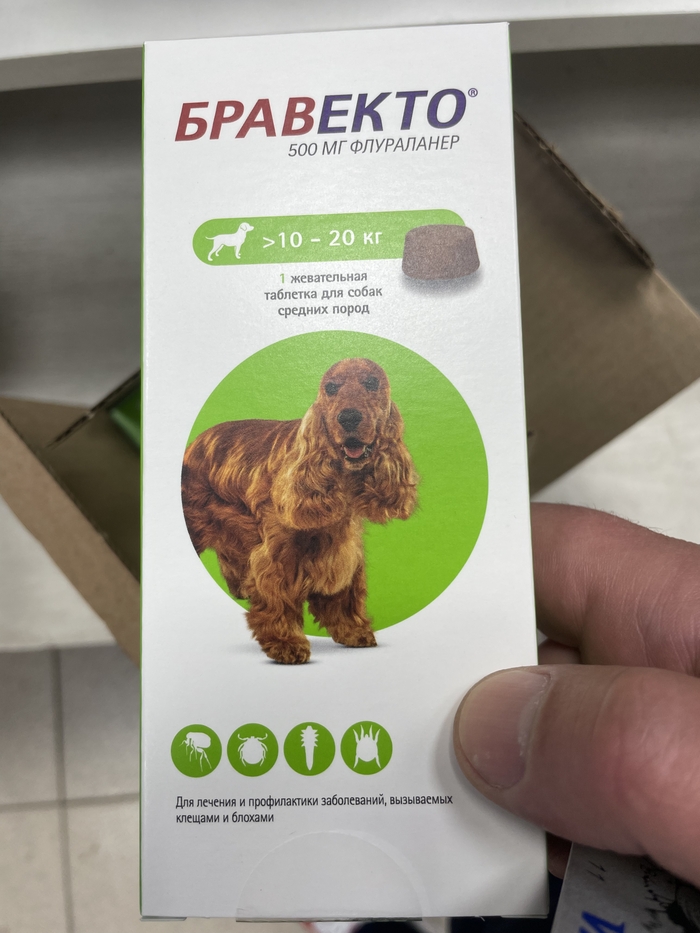 БРАВЕКТО®
500 МГ ФЛУРАЛАНЕР
>10 – 20 кг
1 жевательная
таблетка для собак
средних пород
Для лечения и профилактики заболеваний, вызываемых
клещами и блохами